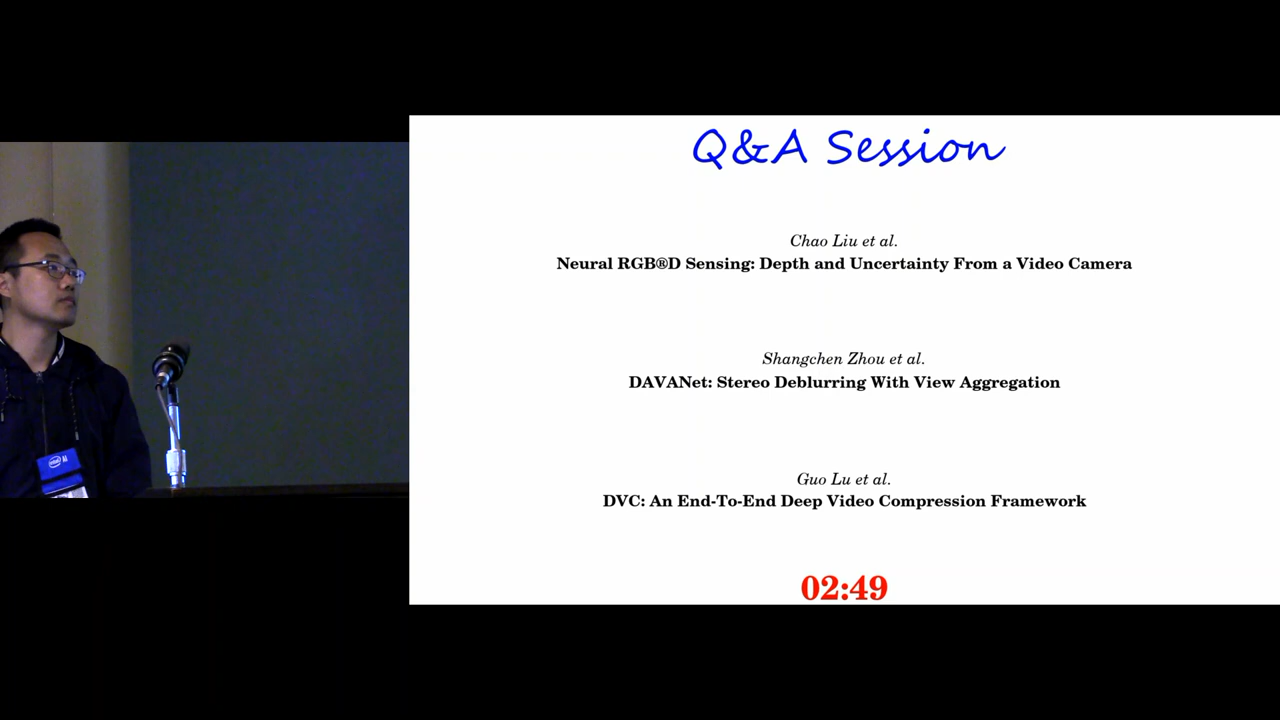 Q&A Session
Chao Liu et al.
Neural RGB®D Sensing: Depth and Uncertainty From a Video Camera
Shangchen Zhou et al.
DAVANet: Stereo Deblurring With View Aggregation
Guo Lu et al.
DVC: An End-To-End Deep Video Compression Framework
02:49
intel AI